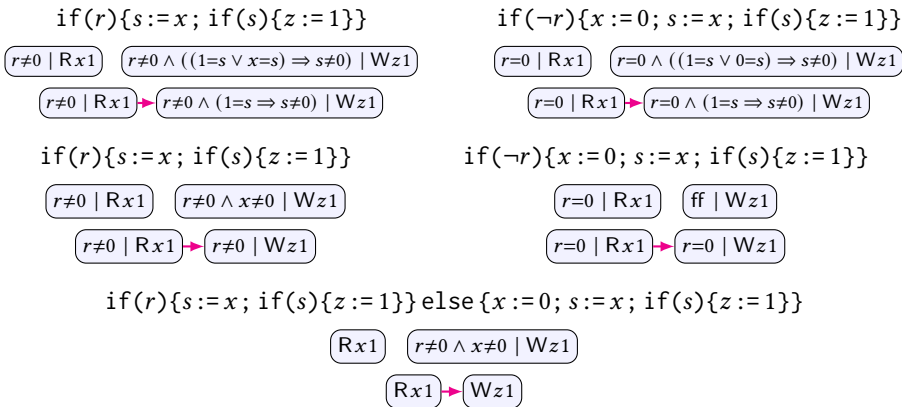 if(r){s:=x; if(s){z:=1}} if(¬r){x:=0; s:=x; if(s){z:=1}}
r≠0 | Rx1 r≠0 ∧ ((1=s ∨ x=s) ⇒ s≠0) | Wz1 r=0 | Rx1 r=0 ∧ ((1=s ∨ 0=s) ⇒ s≠0) | Wz1
r≠0 | Rx1 r≠0 ∧ (1=s ⇒ s≠0) | Wz1 r=0 | Rx1 r=0 ∧ (1=s ⇒ s≠0) | Wz1
if(r){s:=x; if(s){z:=1}} if(¬r){x:=0; s:=x; if(s){z:=1}}
r≠0 | Rx1 r≠0 ∧ x≠0 | Wz1 r=0 | Rx1 ff | Wz1
r≠0 | Rx1 r≠0 | Wz1 r=0 | Rx1 r=0 | Wz1
if(r){s:=x; if(s){z:=1}} else {x:=0; s:=x; if(s){z:=1}}
Rx1 r≠0 ∧ x≠0 | Wz1
Rx1 Wz1